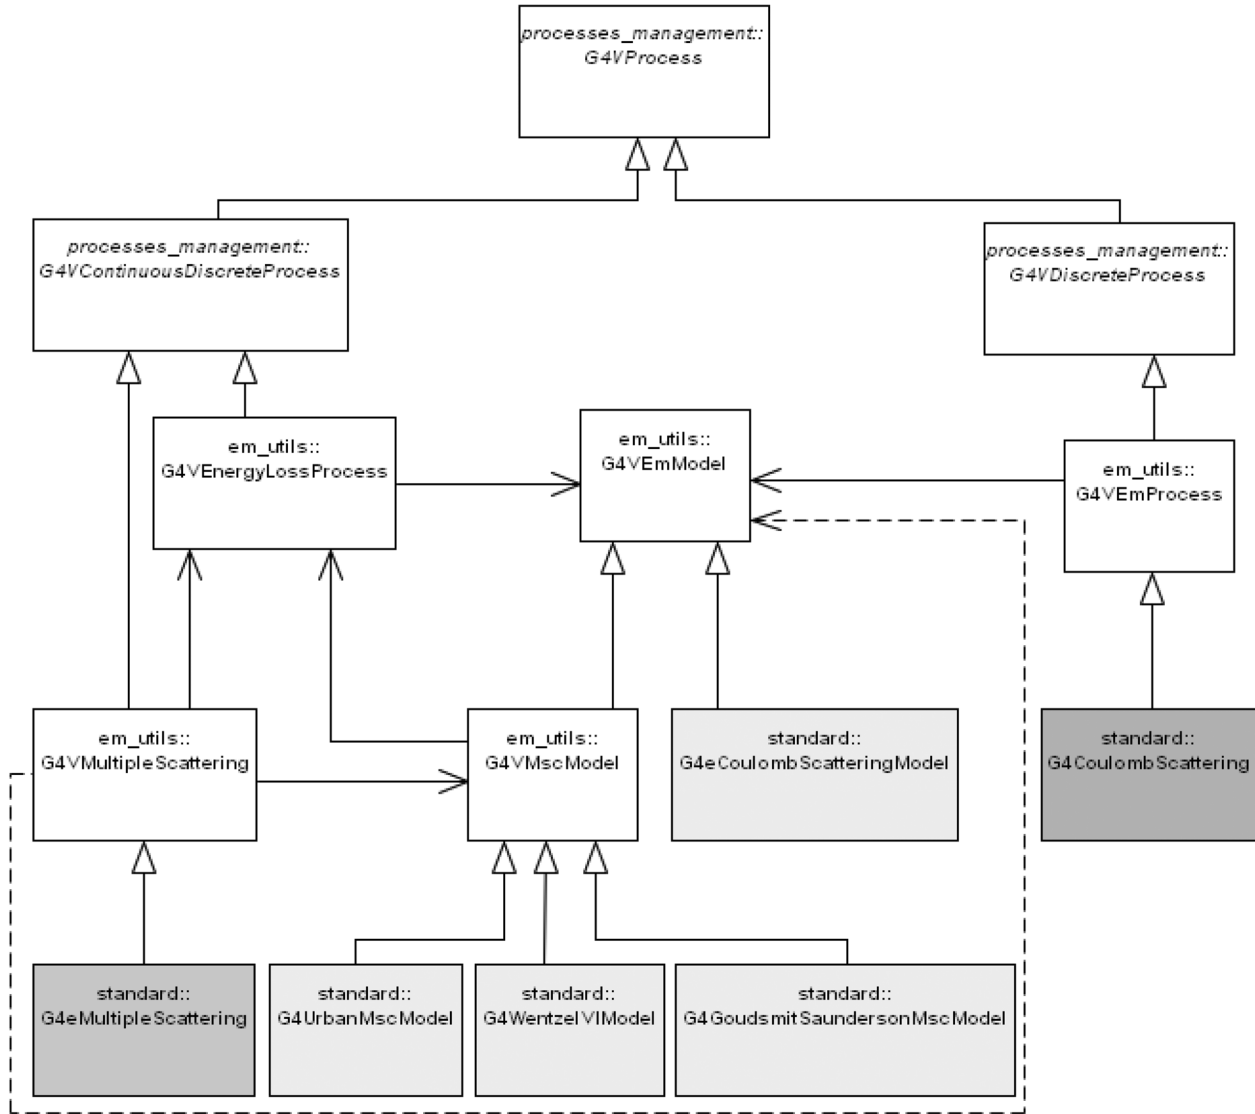 processes_management::
G4VProcess
processes_management::
G4VContinuousDiscreteProcess
processes_management::
G4VDiscreteProcess
em_utils::
G4VEnergyLossProcess
em_utils::
G4VEmModel
em_utils::
G4VEmProcess
em_utils::
G4VMultipleScattering
em_utils::
G4VMscModel
standard::
G4eCoulombScatteringModel
standard::
G4CoulombScattering
standard::
G4eMultipleScattering
standard::
G4UrbanMscModel
standard::
G4WentzelVIModel
standard::
G4GoudsmitSaundersonMscModel